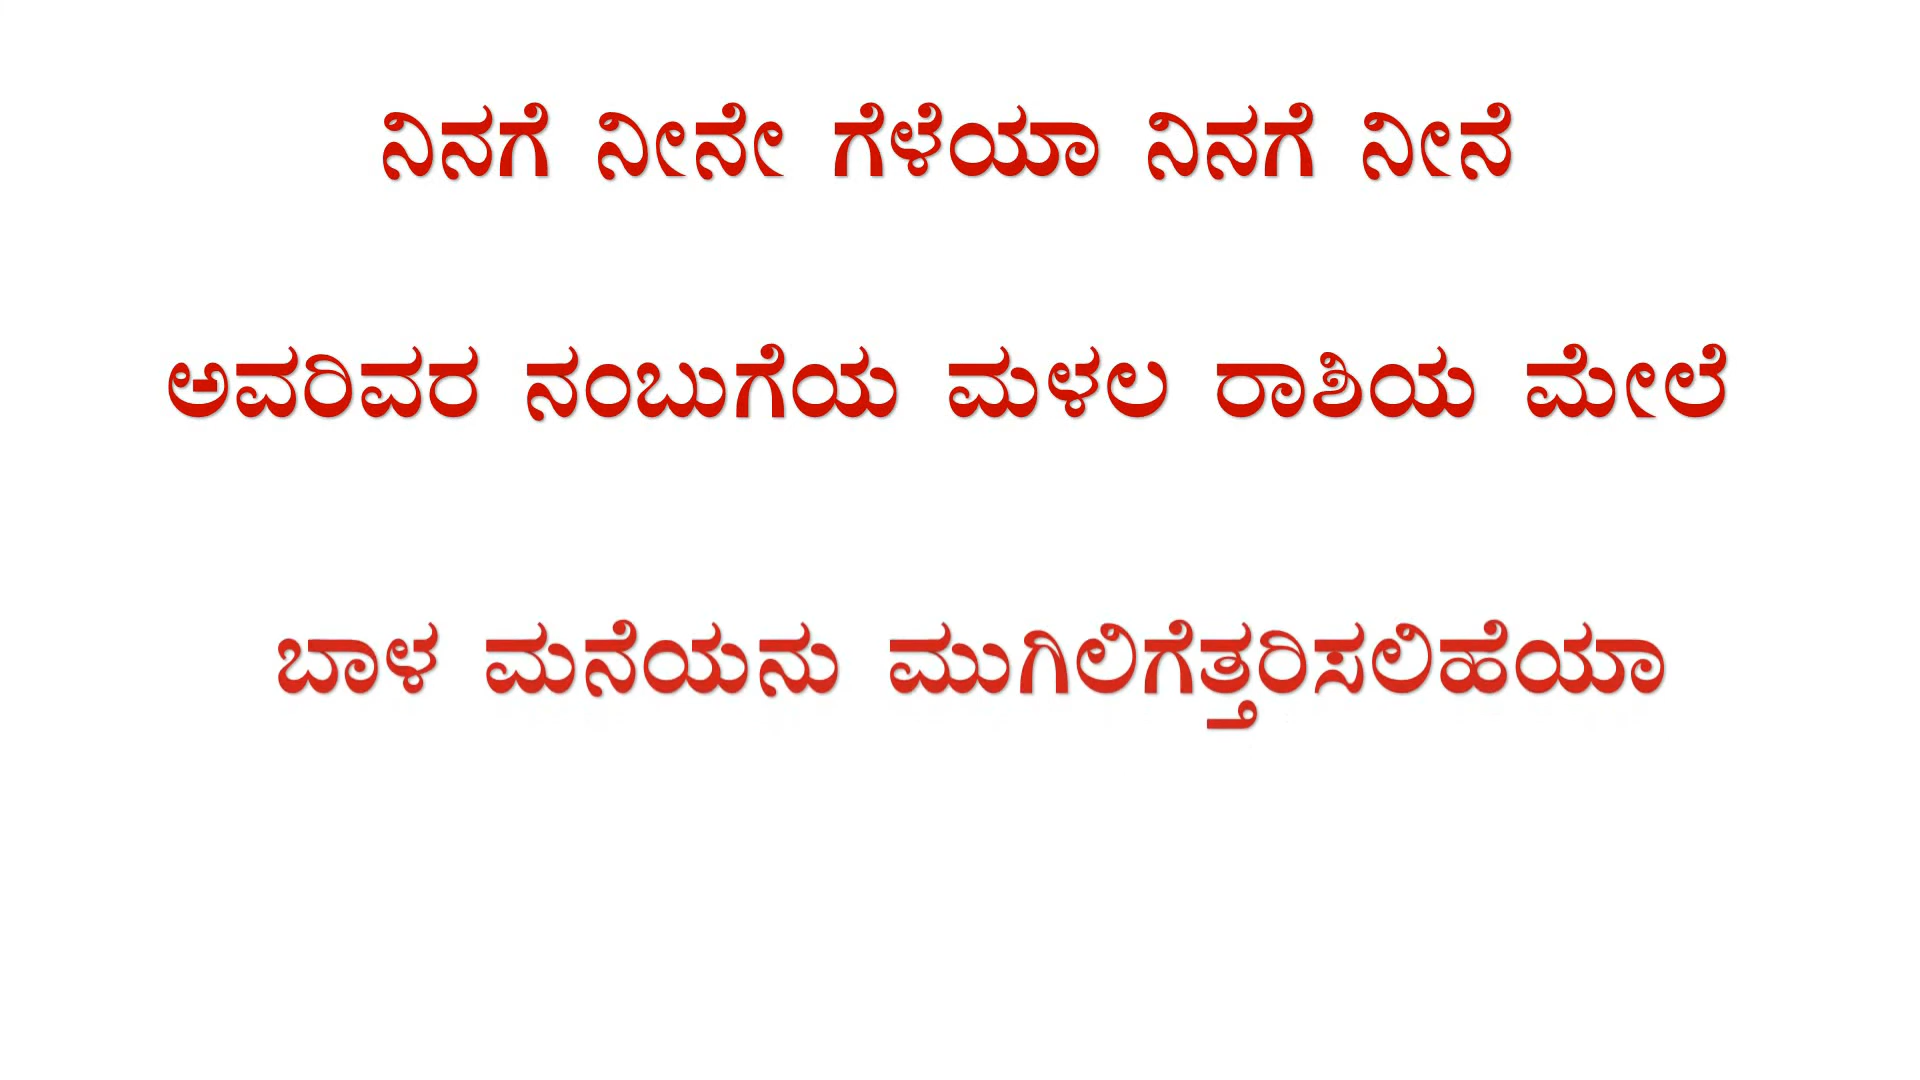 ನಿನಗೆ ನೀನೇ ಗೆಳೆಯಾ ನಿನಗೆ ನೀನೆ
ಅವರಿವರ ನಂಬುಗೆಯ ಮಳಲ ರಾಶಿಯ ಮೇಲೆ
ಬಾಳ ಮನೆಯನು ಮುಗಿಲಿಗೆತ್ತರಿಸಲಿಹೆಯಾ